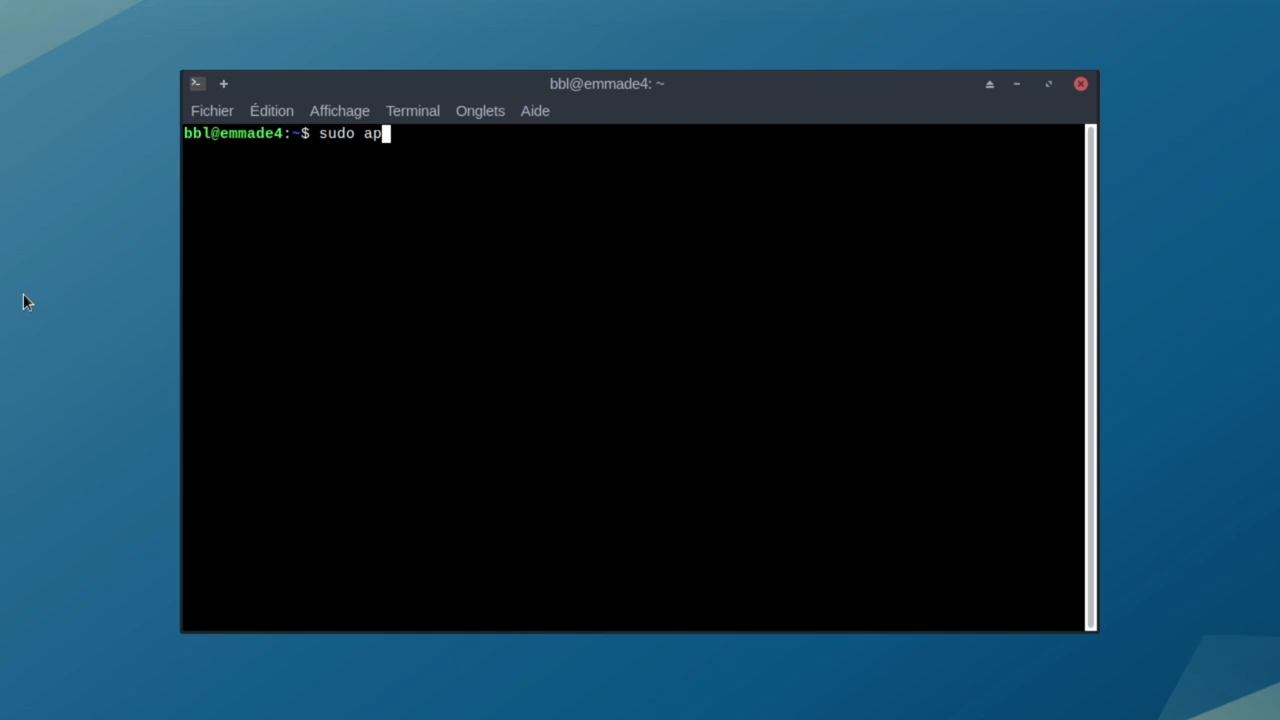 bbl@emmade4: ~
Fichier Édition Affichage Terminal Onglets Aide
bbl@emmade4:~$ sudo ap